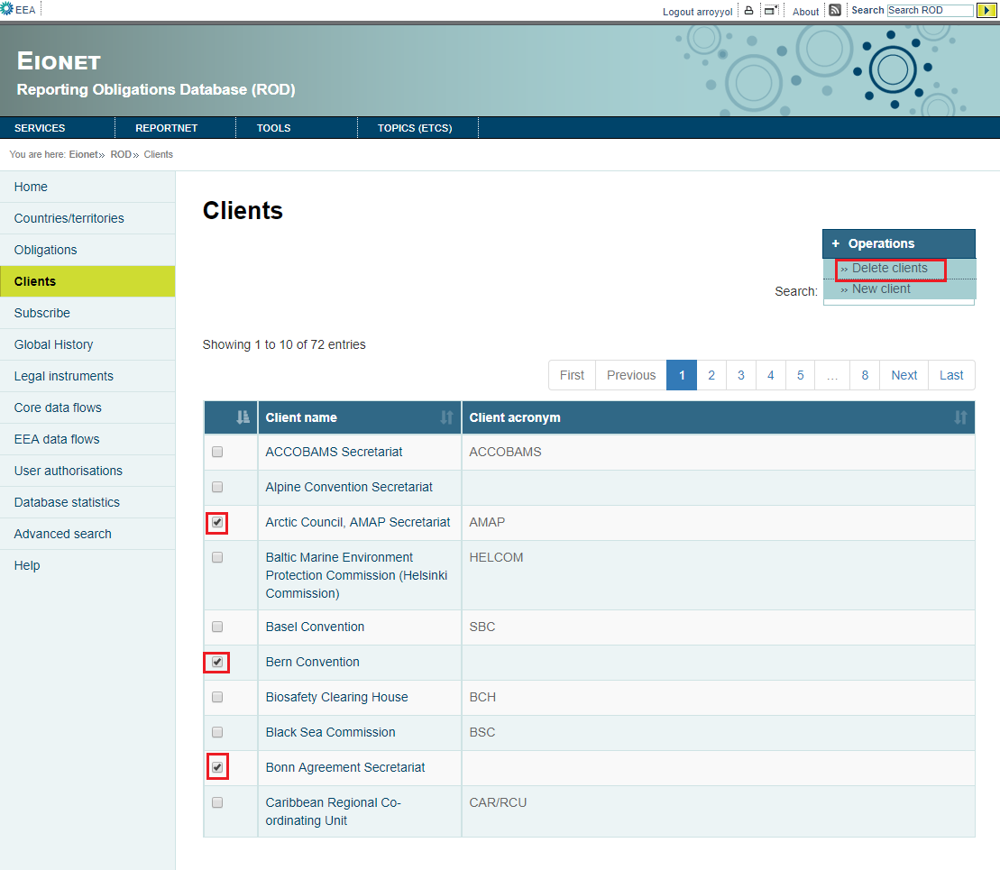 EEA
Logout arroyyol
About
Search Search ROD
EIONET
Reporting Obligations Database (ROD)
SERVICES REPORTNET TOOLS TOPICS (ETCS)
You are here: Eionet» ROD» Clients
Home
Countries/territories
Obligations
Clients
Subscribe
Global History
Legal instruments
Core data flows
EEA data flows
User authorisations
Database statistics
Advanced search
Help
Clients
+ Operations
» Delete clients
» New client
Search:
Showing 1 to 10 of 72 entries
First Previous 1 2 3 4 5 … 8 Next Last
Client name Client acronym
ACCOBAMS Secretariat ACCOBAMS
Alpine Convention Secretariat
Arctic Council, AMAP Secretariat AMAP
Baltic Marine Environment HELCOM
Protection Commission (Helsinki
Commission)
Basel Convention SBC
Bern Convention
Biosafety Clearing House BCH
Black Sea Commission BSC
Bonn Agreement Secretariat
Caribbean Regional Co- CAR/RCU
ordinating Unit